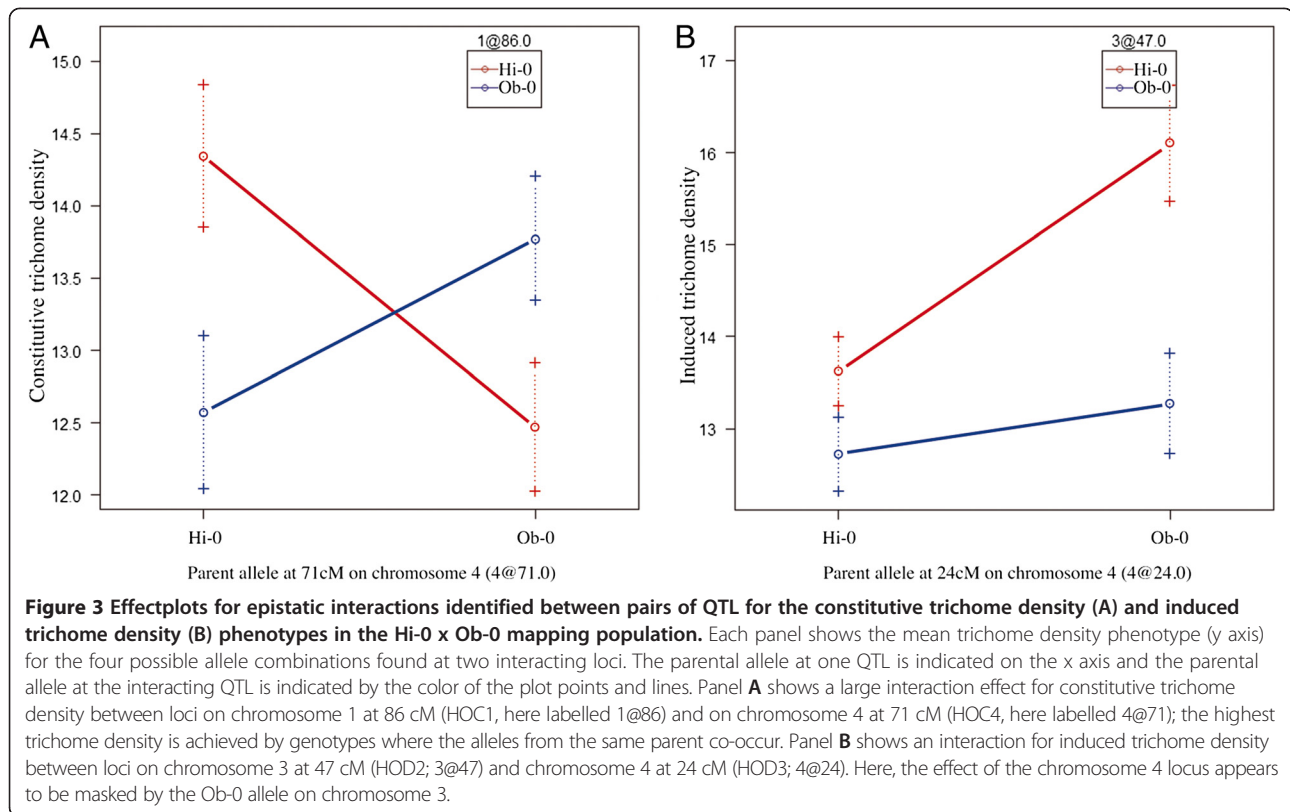 A
1@86.0
Hi-0
Ob-0
15.0
14.5
14.0
13.5
13.0
12.5
12.0
Constitutive trichome density
Hi-0
Ob-0
Parent allele at 71cM on chromosome 4 (4@71.0)
B
3@47.0
Hi-0
Ob-0
17
16
15
14
13
Induced trichome density
Hi-0
Ob-0
Parent allele at 24cM on chromosome 4 (4@24.0)
Figure 3 Effectplots for epistatic interactions identified between pairs of QTL for the constitutive trichome density (A) and induced
trichome density (B) phenotypes in the Hi-0 x Ob-0 mapping population. Each panel shows the mean trichome density phenotype (y axis)
for the four possible allele combinations found at two interacting loci. The parental allele at one QTL is indicated on the x axis and the parental
allele at the interacting QTL is indicated by the color of the plot points and lines. Panel A shows a large interaction effect for constitutive trichome
density between loci on chromosome 1 at 86 cM (HOC1, here labelled 1@86) and on chromosome 4 at 71 cM (HOC4, here labelled 4@71); the highest
trichome density is achieved by genotypes where the alleles from the same parent co-occur. Panel B shows an interaction for induced trichome density
between loci on chromosome 3 at 47 cM (HOD2; 3@47) and chromosome 4 at 24 cM (HOD3; 4@24). Here, the effect of the chromosome 4 locus appears
to be masked by the Ob-0 allele on chromosome 3.